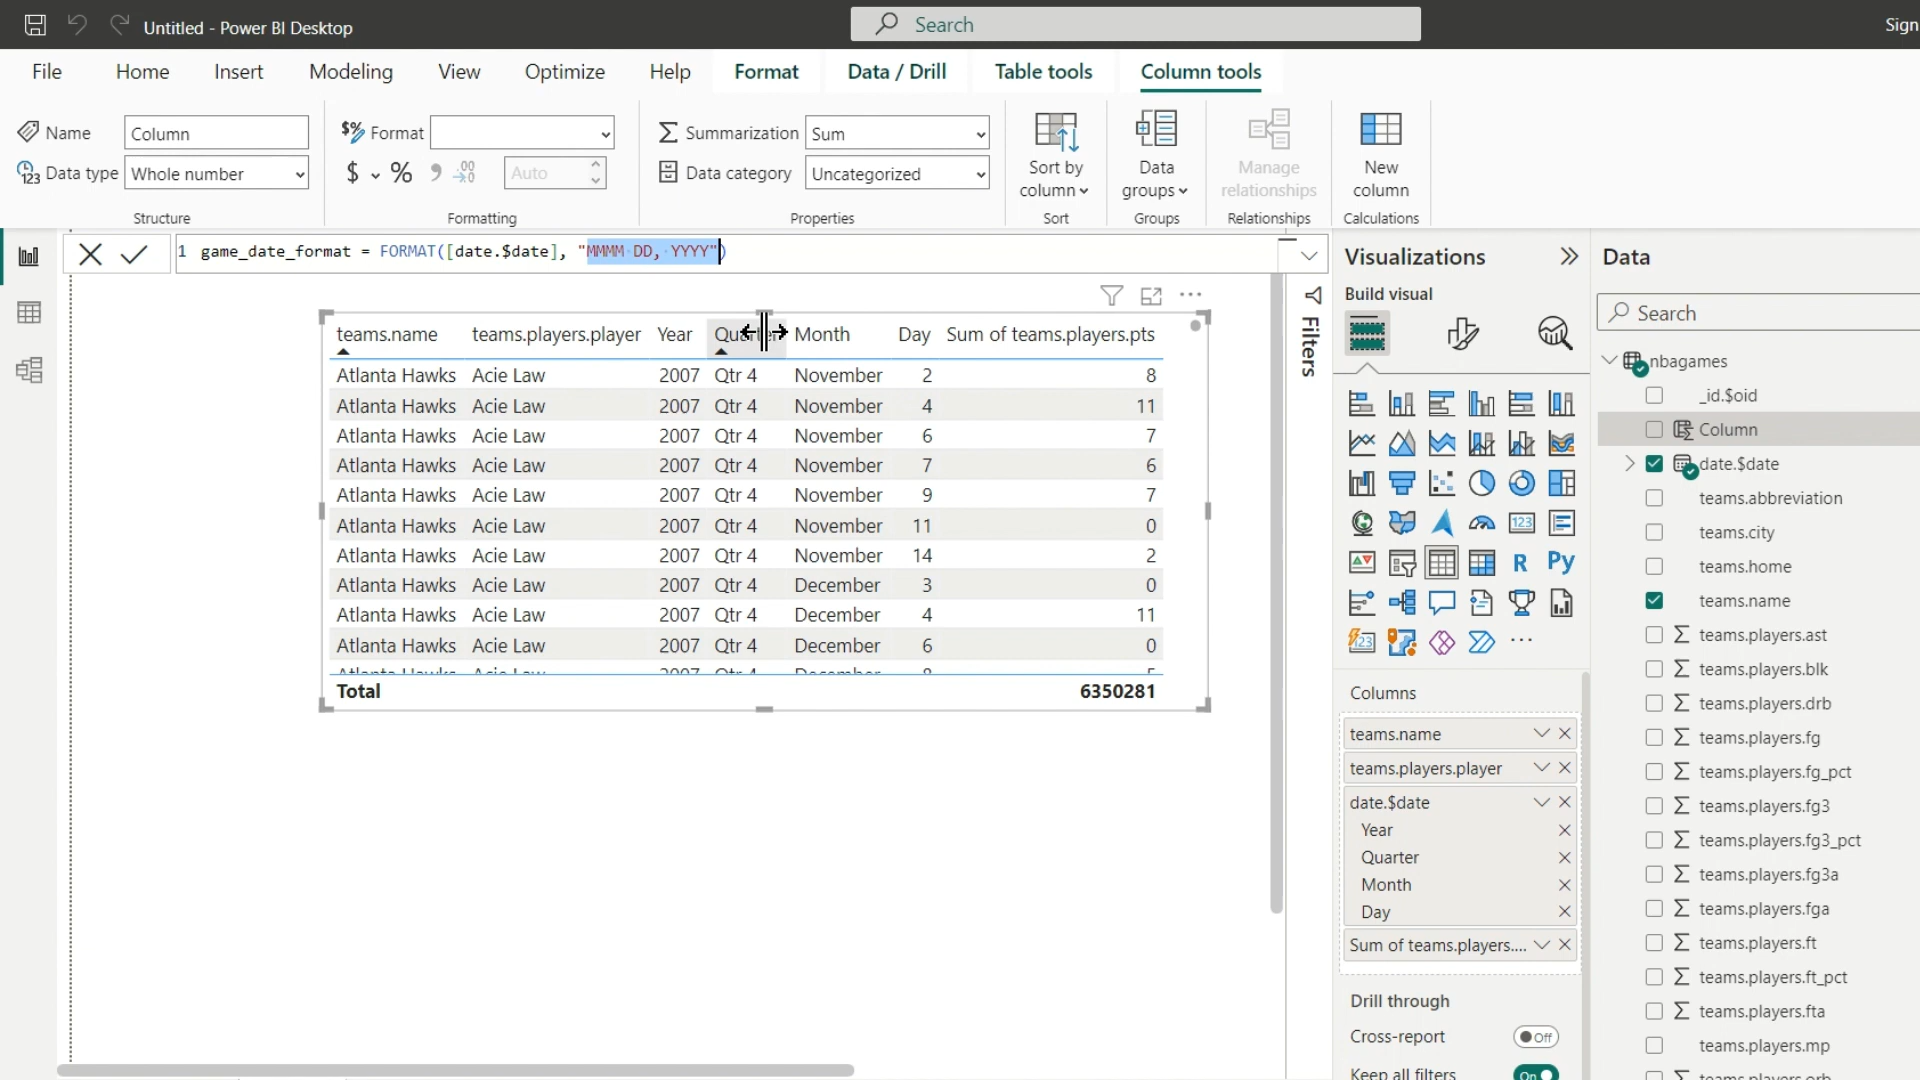 Untitled - Power BI Desktop
Search
Sign
File Home Insert Modeling View Optimize Help Format Data / Drill Table tools Column tools
Name Column
Data type Whole number
Structure
Format
$ % Auto
Formatting
Summarization Sum
Data category Uncategorized
Properties
Sort by
column
Sort
Data
groups
Groups
Manage
relationships
Relationships
New
column
Calculations
1 game_date_format = FORMAT([date.$date], "MMMM DD, YYYY")
teams.name teams.players.player Year Quarter Month Day Sum of teams.players.pts
Atlanta Hawks Acie Law 2007 Qtr 4 November 2 8
Atlanta Hawks Acie Law 2007 Qtr 4 November 4 11
Atlanta Hawks Acie Law 2007 Qtr 4 November 6 7
Atlanta Hawks Acie Law 2007 Qtr 4 November 7 6
Atlanta Hawks Acie Law 2007 Qtr 4 November 9 7
Atlanta Hawks Acie Law 2007 Qtr 4 November 11 0
Atlanta Hawks Acie Law 2007 Qtr 4 November 14 2
Atlanta Hawks Acie Law 2007 Qtr 4 December 3 0
Atlanta Hawks Acie Law 2007 Qtr 4 December 4 11
Atlanta Hawks Acie Law 2007 Qtr 4 December 6 0
Total 6350281
Filters
Visualizations
Build visual
R Py
123
Columns
teams.name
teams.players.player
date.$date
Year
Quarter
Month
Day
Sum of teams.players....
Drill through
Cross-report Off
Keep all filters On
Data
Search
nbagames
_id.$oid
Column
date.$date
teams.abbreviation
teams.city
teams.home
teams.name
teams.players.ast
teams.players.blk
teams.players.drb
teams.players.fg
teams.players.fg_pct
teams.players.fg3
teams.players.fg3_pct
teams.players.fg3a
teams.players.fga
teams.players.ft
teams.players.ft_pct
teams.players.fta
teams.players.mp
teams.players.orb